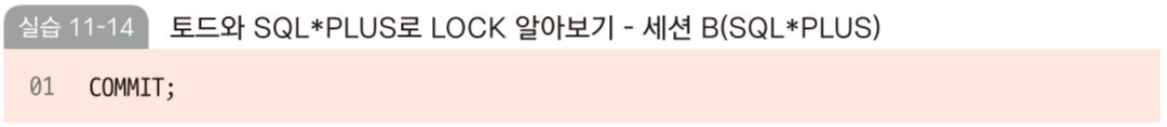 실습 11-14 토드와 SQL*PLUS로 LOCK 알아보기 - 세션 B(SQL*PLUS)
01 COMMIT;